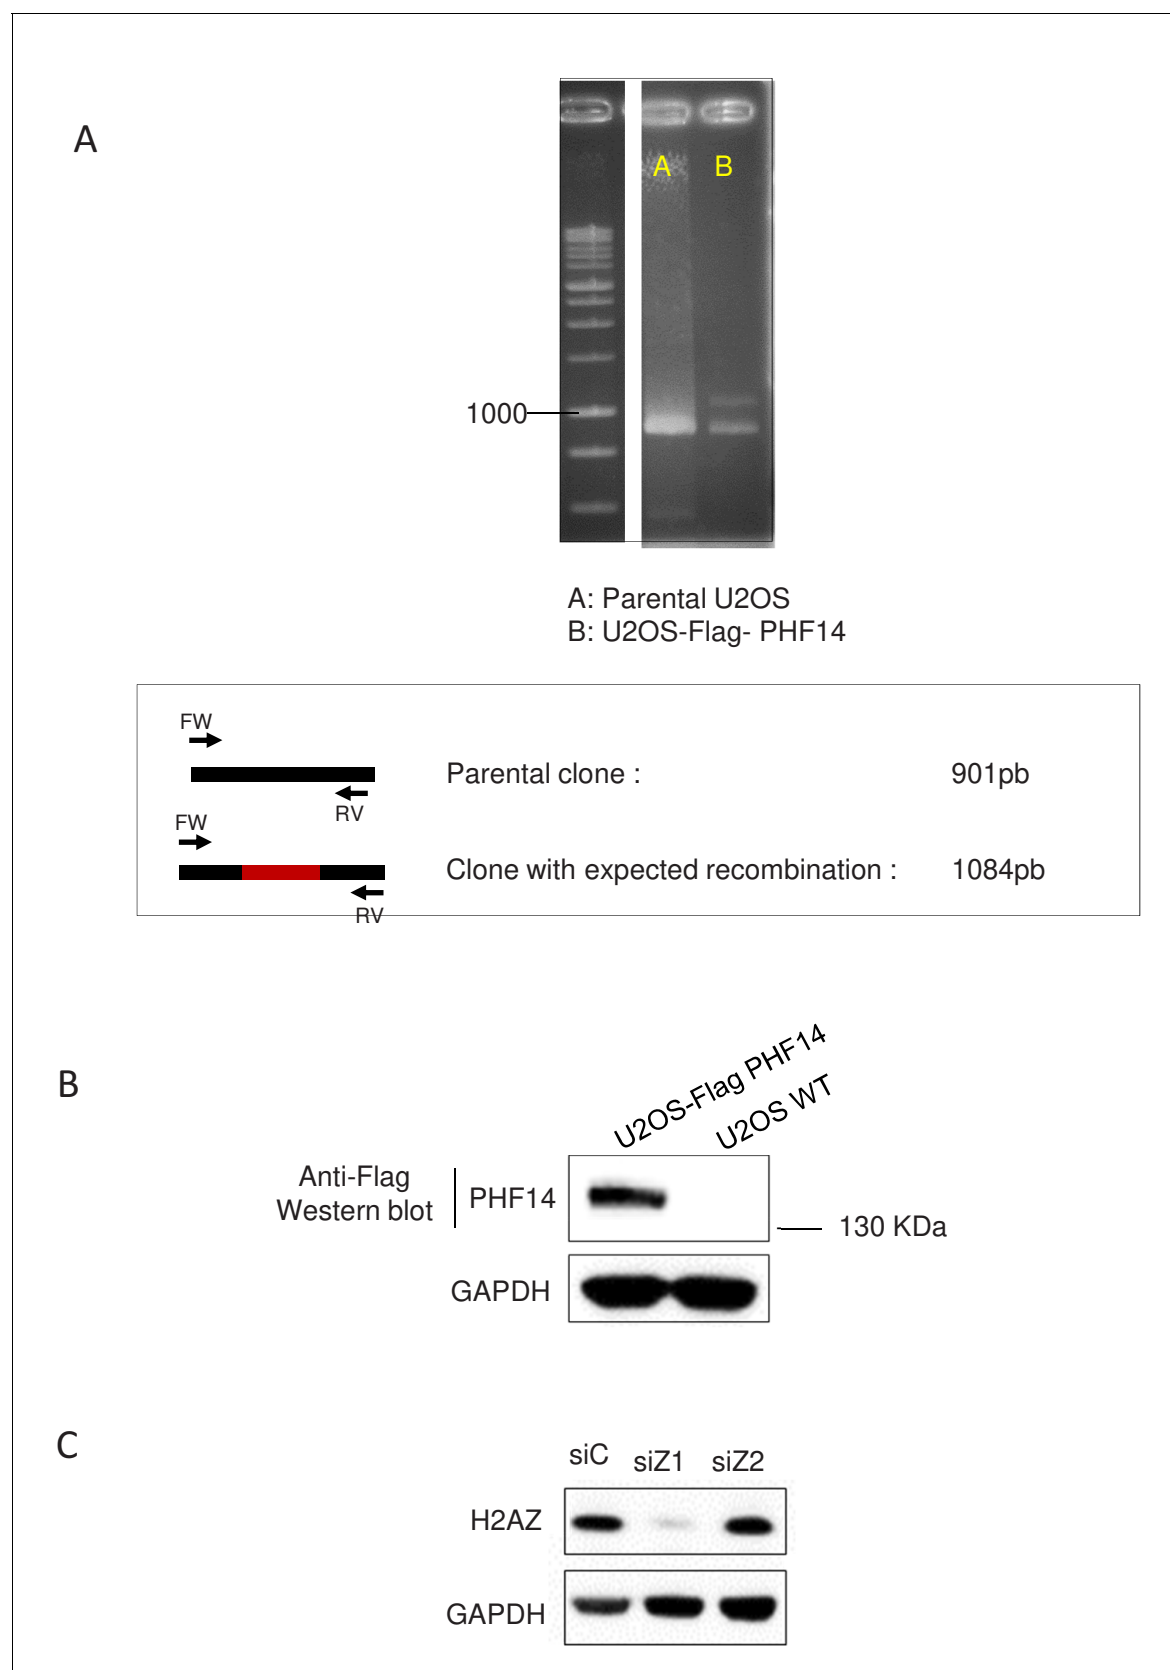 A
A B
1000
A: Parental U2OS
B: U2OS-Flag- PHF14
FW
Parental clone : 901pb
RV
FW
Clone with expected recombination : 1084pb
RV
B
U2OS-Flag PHF14
U2OS WT
Anti-Flag
Western blot
PHF14
130 KDa
GAPDH
C
siC siZ1 siZ2
H2AZ
GAPDH